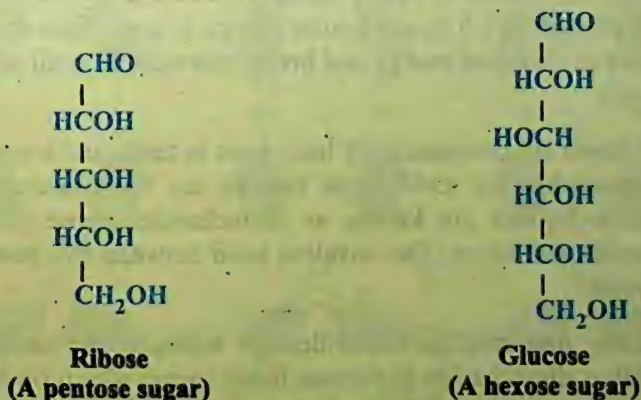 CHO
|
HCOH
|
HCOH
|
HCOH
|
CH₂OH
Ribose
(A pentose sugar)
CHO
|
HCOH
|
HOCH
|
HCOH
|
HCOH
|
CH₂OH
Glucose
(A hexose sugar)